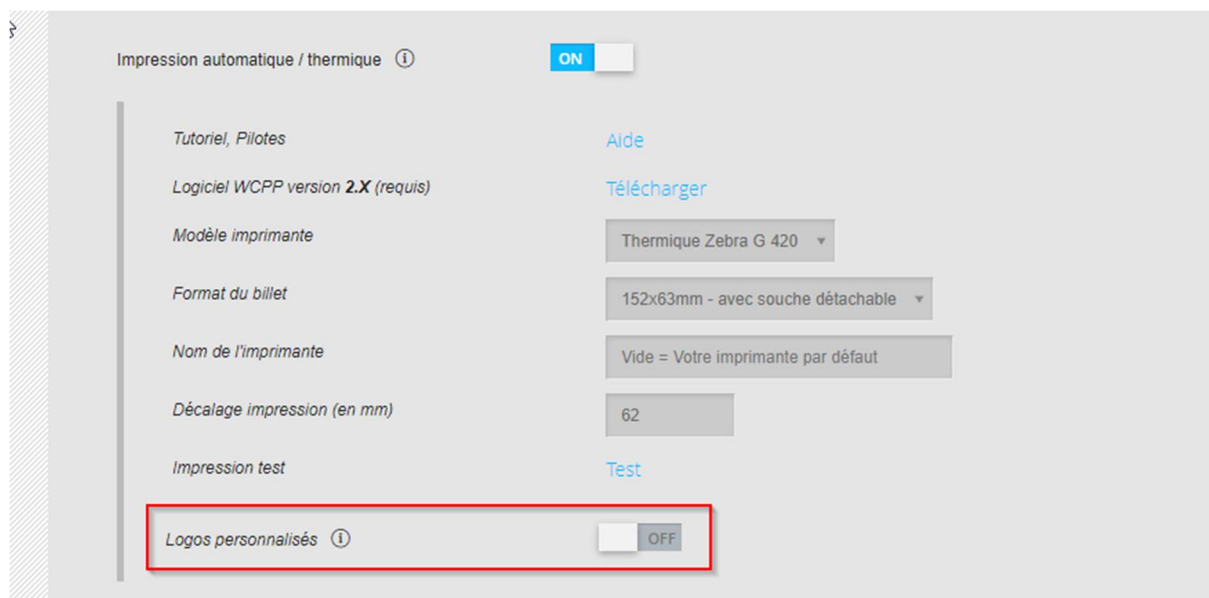 Impression automatique / thermique ON
Tutoriel, Pilotes Aide
Logiciel WCPP version 2.X (requis) Télécharger
Modèle imprimante Thermique Zebra G 420
Format du billet 152x63mm - avec souche détachable
Nom de l'imprimante Vide = Votre imprimante par défaut
Décalage impression (en mm) 62
Impression test Test
Logos personnalisés OFF